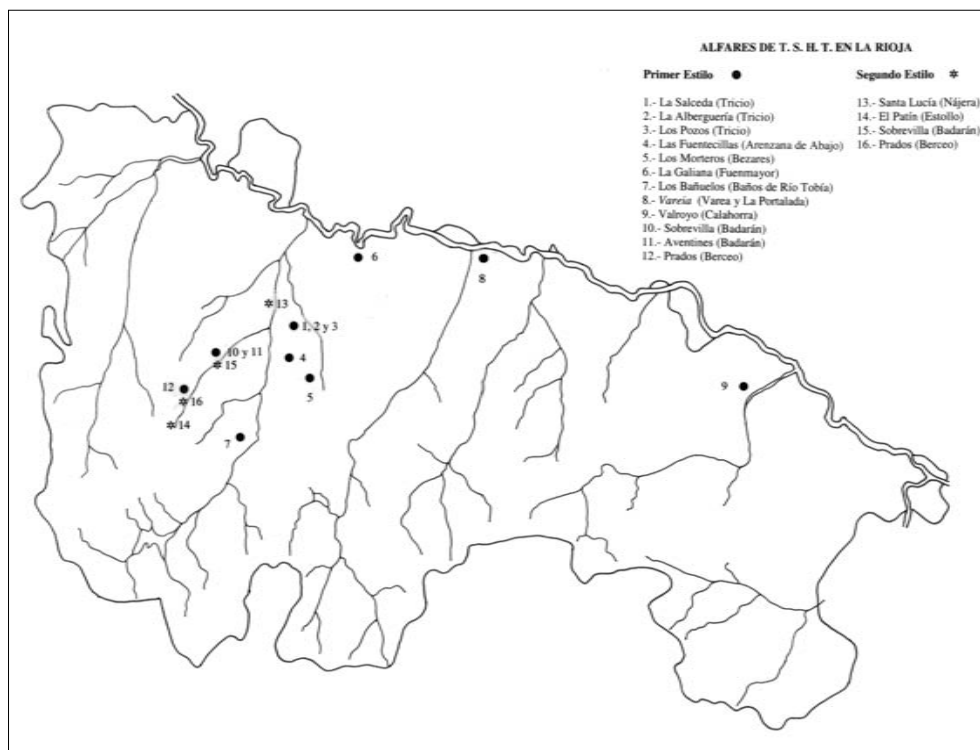 ALFARES DE T. S. H. T. EN LA RIOJA
Primer Estilo ●
1.- La Salceda (Tricio)
2.- La Alberguería (Tricio)
3.- Los Pozos (Tricio)
4.- Las Fuentecillas (Arenzana de Abajo)
5.- Los Morteros (Bezares)
6.- La Galiana (Fuenmayor)
7.- Los Bañuelos (Baños de Río Tobía)
8.- Vareia (Varea y La Portalada)
9.- Valroyo (Calahorra)
10.- Sobrevilla (Badarán)
11.- Aventines (Badarán)
12.- Prados (Berceo)
Segundo Estilo ✲
13.- Santa Lucía (Nájera)
14.- El Patín (Estollo)
15.- Sobrevilla (Badarán)
16.- Prados (Berceo)
6
8
13
1, 2 y 3
10 y 11
4
15
12
5
9
16
14
7